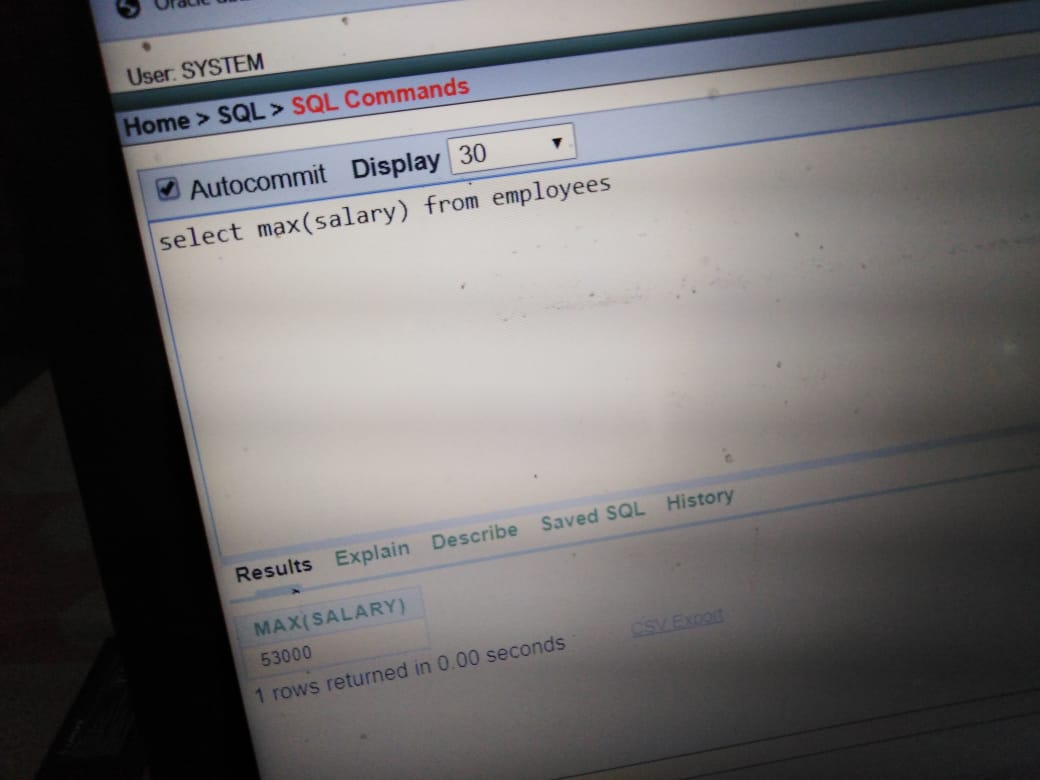 Oracle
User: SYSTEM
Home > SQL > SQL Commands
Autocommit Display 30
select max(salary) from employees
Results Explain Describe Saved SQL History
MAX(SALARY)
53000
1 rows returned in 0.00 seconds CSV Export